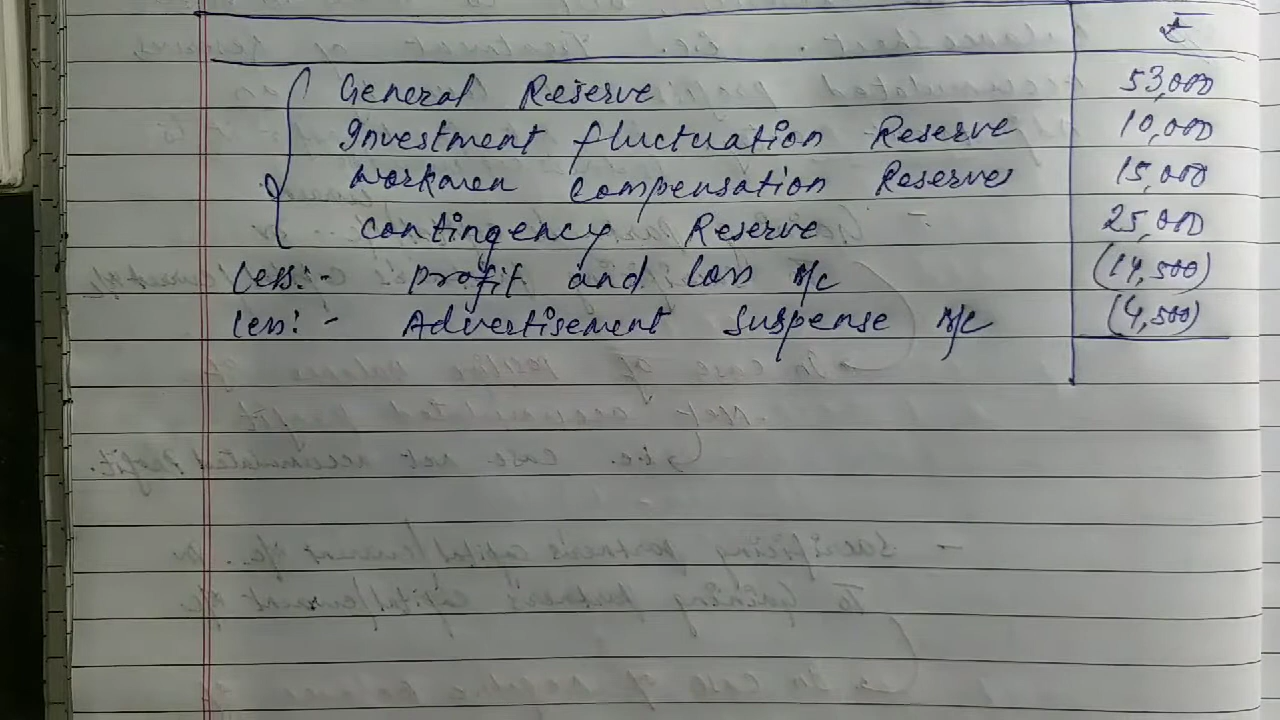 ₹
General Reserve 53,000
Investment fluctuation Reserve 10,000
Workmen compensation Reserves 15,000
contingency Reserve 25,000
Less:- profit and loss A/c (14,500)
Less:- Advertisement Suspense A/c (4,500)